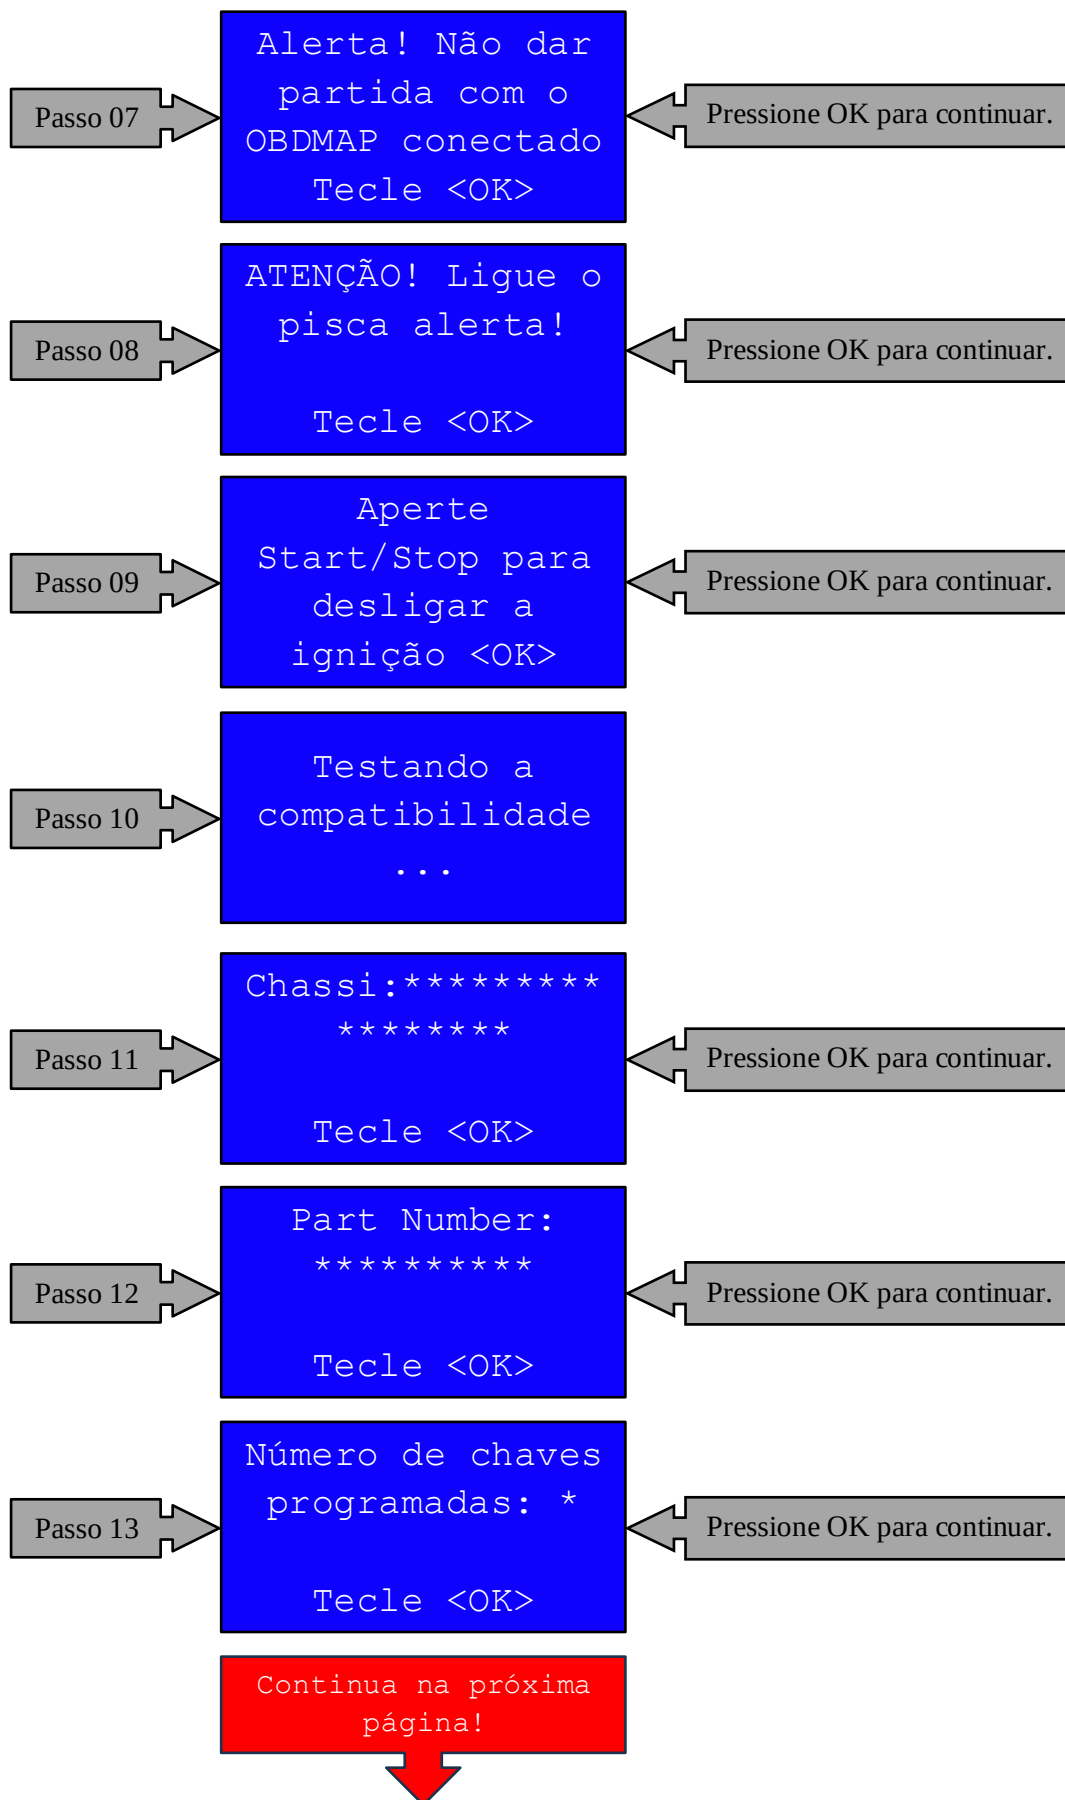 Passo 07
Alerta! Não dar
partida com o
OBDMAP conectado
Tecle <OK>
Pressione OK para continuar.
Passo 08
ATENÇÃO! Ligue o
pisca alerta!
Tecle <OK>
Pressione OK para continuar.
Passo 09
Aperte
Start/Stop para
desligar a
ignição <OK>
Pressione OK para continuar.
Passo 10
Testando a
compatibilidade
...
Passo 11
Chassi:*********
********
Tecle <OK>
Pressione OK para continuar.
Passo 12
Part Number:
**********
Tecle <OK>
Pressione OK para continuar.
Passo 13
Número de chaves
programadas: *
Tecle <OK>
Pressione OK para continuar.
Continua na próxima
página!